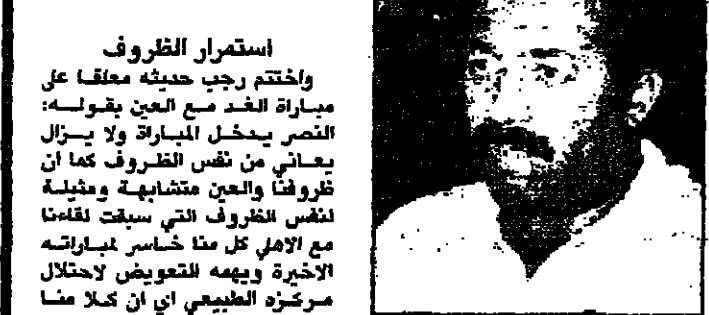 استمرار الظروف
واختتم رجب حديثه معلقا على
مباراة الغد مع العين بقوله:
النصر يدخل المباراة ولا يزال
يعاني من نفس الظروف كما ان
ظروفنا والعين متشابهة ومثيلة
لنفس الظروف التي سبقت لقاءنا
مع الاهلي كل منا خاسر لمباراته
الاخيرة ويهمه التعويض لاحتلال
مركزه الطبيعي اي ان كلا منا